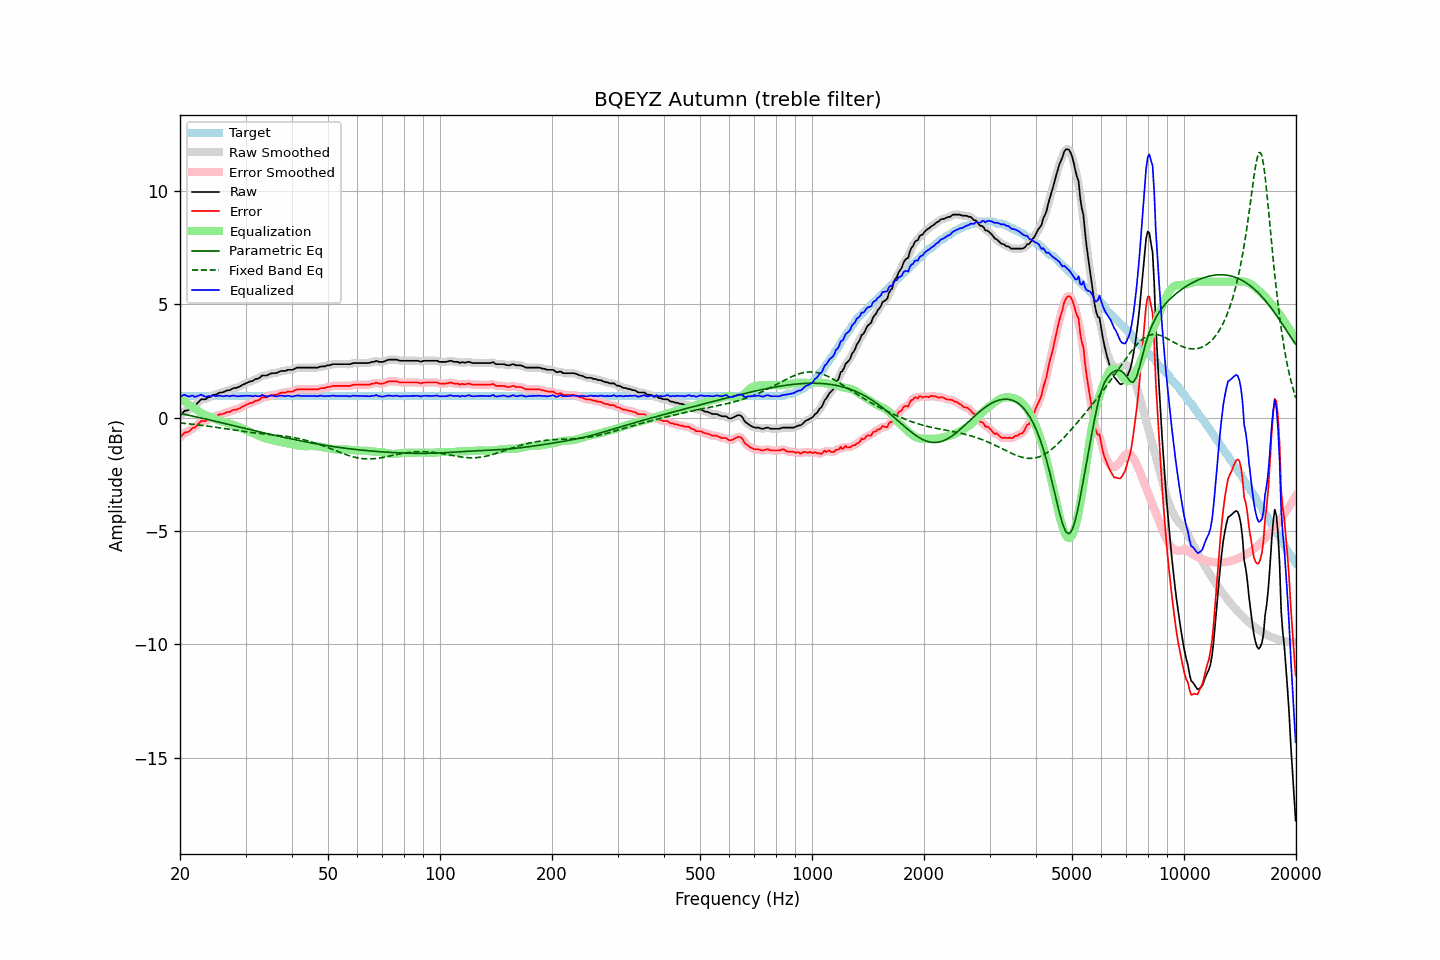 BQEYZ Autumn (treble filter)
Target
Raw Smoothed
Error Smoothed
Raw
Error
Equalization
Parametric Eq
Fixed Band Eq
Equalized
10
5
0
−5
−10
−15
Amplitude (dBr)
20 50 100 200 500 1000 2000 5000 10000 20000
Frequency (Hz)